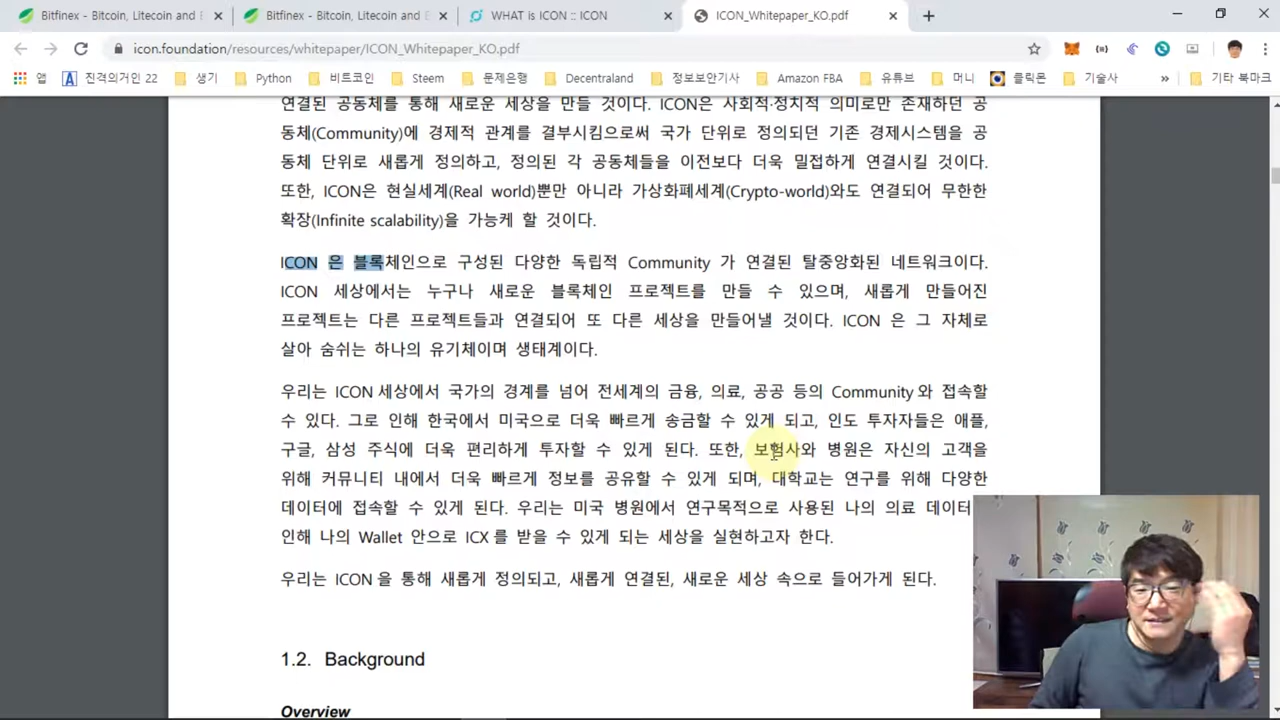 Bitfinex - Bitcoin, Litecoin and E
Bitfinex - Bitcoin, Litecoin and E
WHAT is ICON :: ICON
ICON_Whitepaper_KO.pdf
icon.foundation/resources/whitepaper/ICON_Whitepaper_KO.pdf
앱
진격의거인 22
생기
Python
비트코인
Steem
문제은행
Decentraland
정보보안기사
Amazon FBA
유튜브
머니
클릭몬
기술사
»
기타 북마크
연결된 공동체를 통해 새로운 세상을 만들 것이다. ICON은 사회적·정치적 의미로만 존재하던 공
동체(Community)에 경제적 관계를 결부시킴으로써 국가 단위로 정의되던 기존 경제시스템을 공
동체 단위로 새롭게 정의하고, 정의된 각 공동체들을 이전보다 더욱 밀접하게 연결시킬 것이다.
또한, ICON은 현실세계(Real world)뿐만 아니라 가상화폐세계(Crypto-world)와도 연결되어 무한한
확장(Infinite scalability)을 가능케 할 것이다.
ICON 은 블록체인으로 구성된 다양한 독립적 Community 가 연결된 탈중앙화된 네트워크이다.
ICON 세상에서는 누구나 새로운 블록체인 프로젝트를 만들 수 있으며, 새롭게 만들어진
프로젝트는 다른 프로젝트들과 연결되어 또 다른 세상을 만들어낼 것이다. ICON 은 그 자체로
살아 숨쉬는 하나의 유기체이며 생태계이다.
우리는 ICON 세상에서 국가의 경계를 넘어 전세계의 금융, 의료, 공공 등의 Community 와 접속할
수 있다. 그로 인해 한국에서 미국으로 더욱 빠르게 송금할 수 있게 되고, 인도 투자자들은 애플,
구글, 삼성 주식에 더욱 편리하게 투자할 수 있게 된다. 또한, 보험사와 병원은 자신의 고객을
위해 커뮤니티 내에서 더욱 빠르게 정보를 공유할 수 있게 되며, 대학교는 연구를 위해 다양한
데이터에 접속할 수 있게 된다. 우리는 미국 병원에서 연구목적으로 사용된 나의 의료 데이터
인해 나의 Wallet 안으로 ICX 를 받을 수 있게 되는 세상을 실현하고자 한다.
우리는 ICON 을 통해 새롭게 정의되고, 새롭게 연결된, 새로운 세상 속으로 들어가게 된다.
1.2. Background
Overview